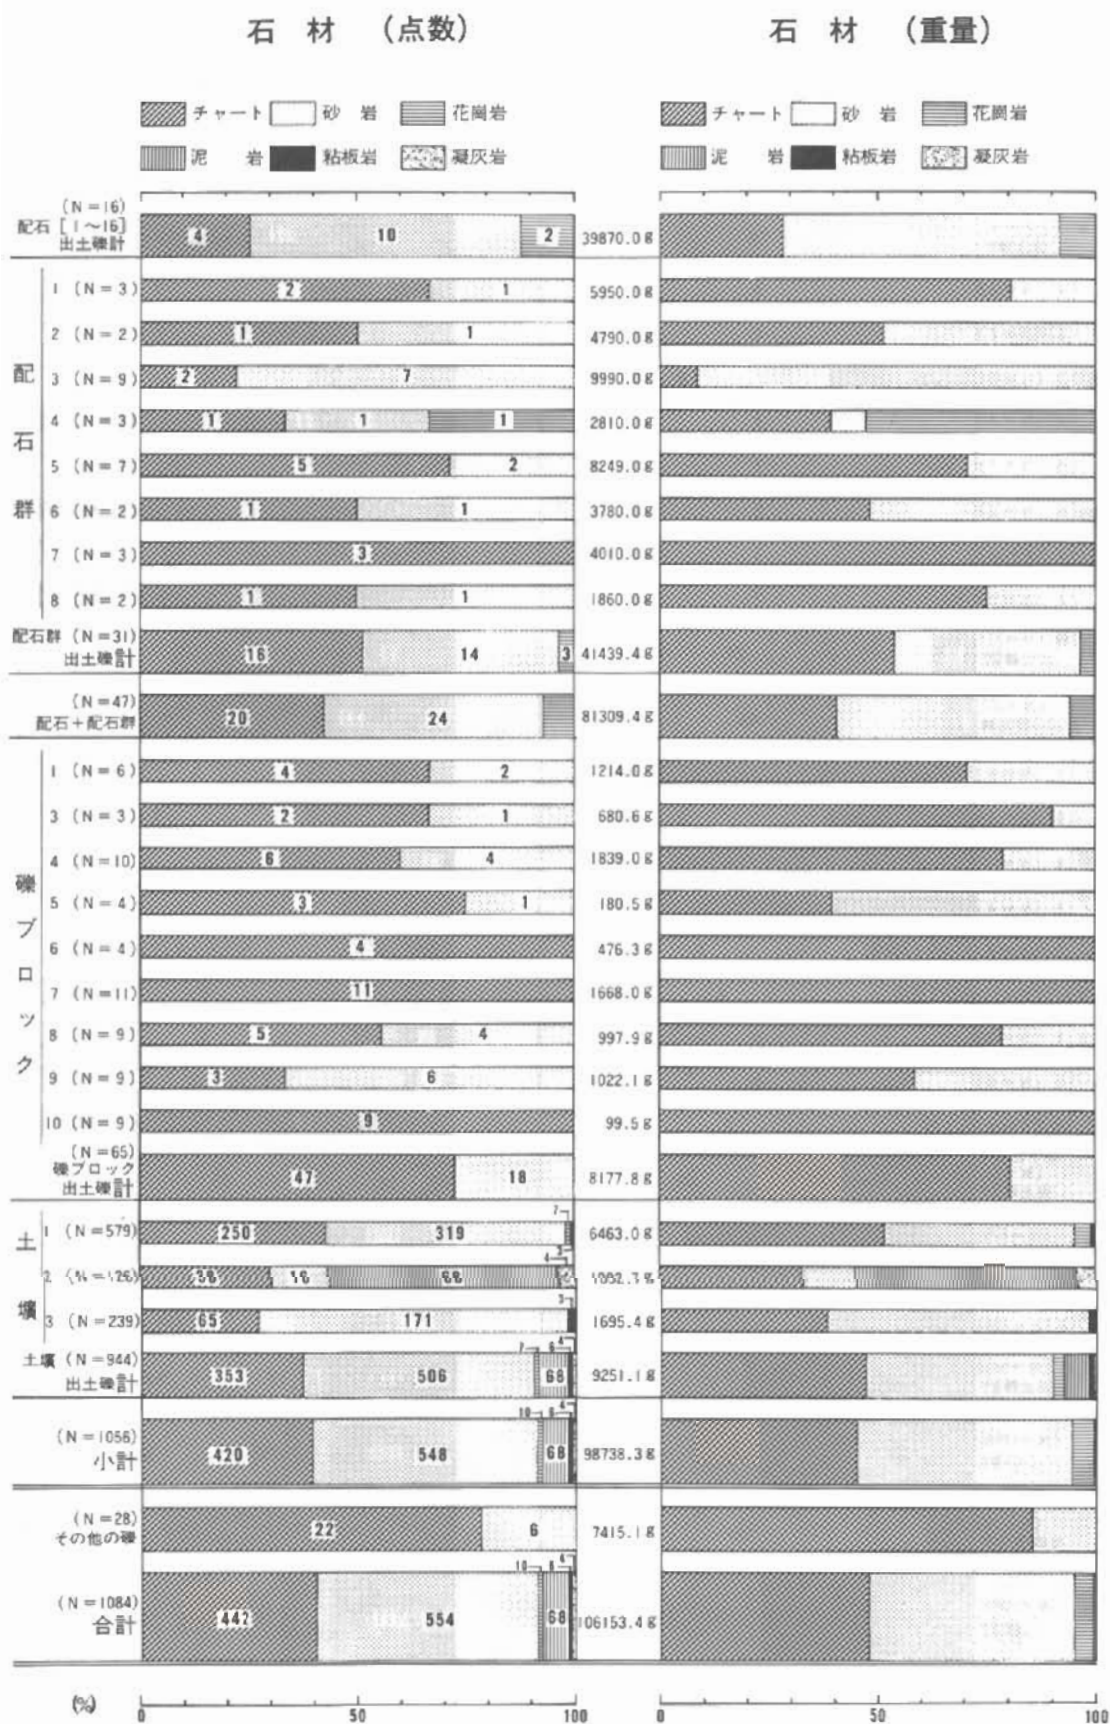 石 材 (点数)
石 材 (重量)
チャート 砂 岩 花崗岩
泥 岩 粘板岩 凝灰岩
チャート 砂 岩 花崗岩
泥 岩 粘板岩 凝灰岩
(N=16)
配石 [1~16]
出土礫計
4 10 2 39870.0g
配石群
1 (N=3) 2 1 5950.0g
2 (N=2) 1 1 4790.0g
3 (N=9) 2 7 9990.0g
4 (N=3) 1 1 1 2810.0g
5 (N=7) 5 2 8249.0g
6 (N=2) 1 1 3780.0g
7 (N=3) 3 4010.0g
8 (N=2) 1 1 1860.0g
配石群 (N=31)
出土礫計 16 14 3 41439.4g
(N=47)
配石+配石群 20 24 81309.4g
礫ブロック
1 (N=6) 4 2 1214.0g
3 (N=3) 2 1 680.6g
4 (N=10) 6 4 1839.0g
5 (N=4) 3 1 180.5g
6 (N=4) 4 476.3g
7 (N=11) 11 1668.0g
8 (N=9) 5 4 997.9g
9 (N=9) 3 6 1022.1g
10 (N=9) 9 99.5g
(N=65)
礫ブロック
出土礫計 47 18 8177.8g
土壙
1 (N=579) 250 319 7 3 6463.0g
2 38 16 68 4
3 (N=239) 65 171 3 1695.4g
土壙 (N=944)
出土礫計 353 506 7 68 6 4 9251.1g
(N=1056)
小計 420 548 10 68 6 4 98738.3g
(N=28)
その他の礫 22 6 7415.1g
(N=1084)
合計 442 554 10 68 6 4 106153.4g
(%) 0 50 100 0 50 100